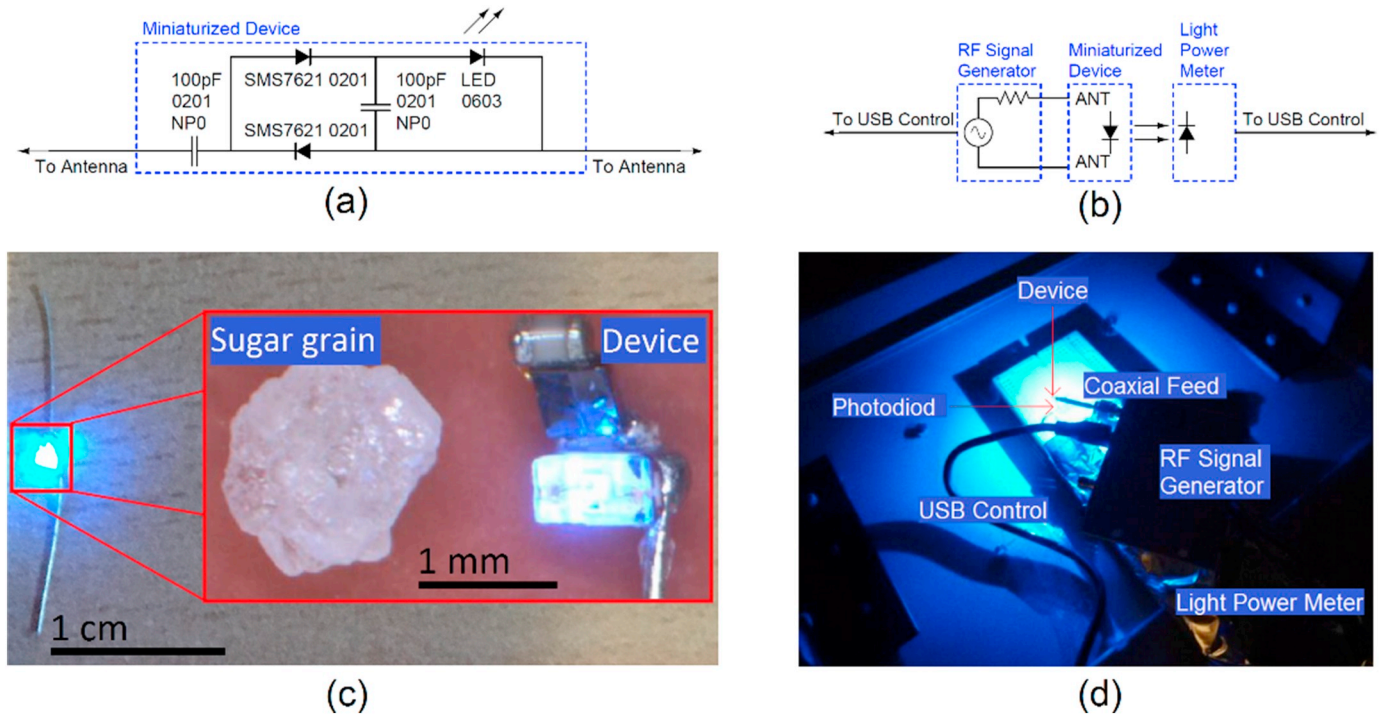 Miniaturized Device
100pF
0201
NP0
SMS7621 0201
SMS7621 0201
100pF
0201
NP0
LED
0603
To Antenna
To Antenna
(a)
RF Signal
Generator
Miniaturized
Device
Light
Power
Meter
ANT
ANT
To USB Control
To USB Control
(b)
Sugar grain
Device
1 mm
1 cm
(c)
Device
Coaxial Feed
Photodiod
RF Signal
Generator
USB Control
Light Power Meter
(d)